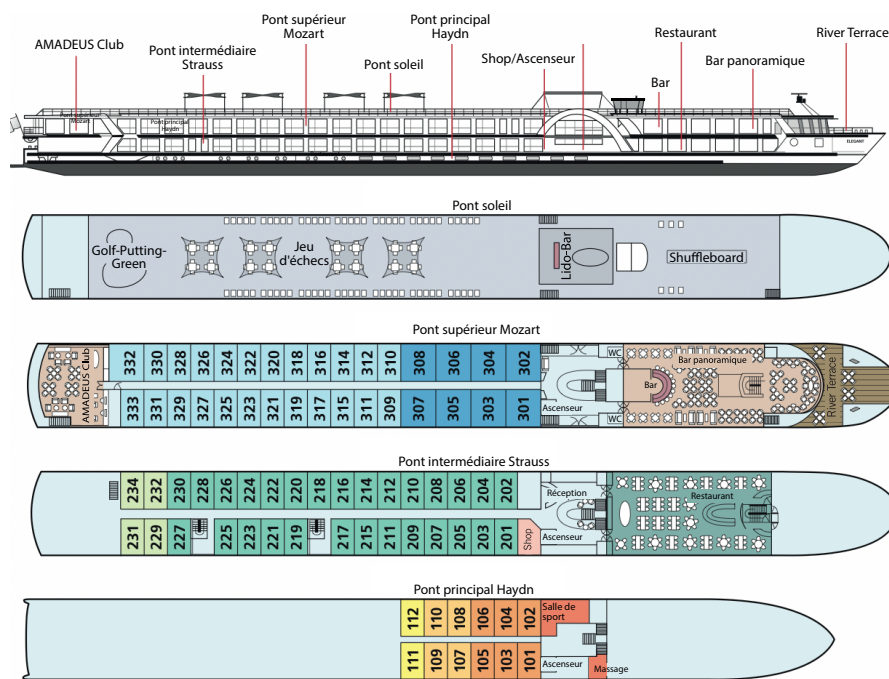 Pont supérieur
Mozart
Pont principal
Haydn
AMADEUS Club
Pont intermédiaire
Strauss
Pont soleil
Shop/Ascenseur
Restaurant
River Terrace
Bar panoramique
Bar
Pont supérieur
Mozart
Pont principal
Haydn
ELEGANT
Pont soleil
Golf-Putting-
Green
Jeu
d'échecs
Lido-Bar
Shuffleboard
Pont supérieur Mozart
AMADEUS Club
332 330 328 326 324 322 320 318 316 314 312 310 308 306 304 302
WC
Bar panoramique
Bar
River Terrace
333 331 329 327 325 323 321 319 317 315 311 309 307 305 303 301
Ascenseur
WC
Pont intermédiaire Strauss
234 232 230 228 226 224 222 220 218 216 214 212 210 208 206 204 202
Réception
Restaurant
231 229 227 225 223 221 219 217 215 211 209 207 205 203 201
Shop
Ascenseur
Pont principal Haydn
112 110 108 106 104 102
Salle de
sport
111 109 107 105 103 101
Ascenseur
Massage